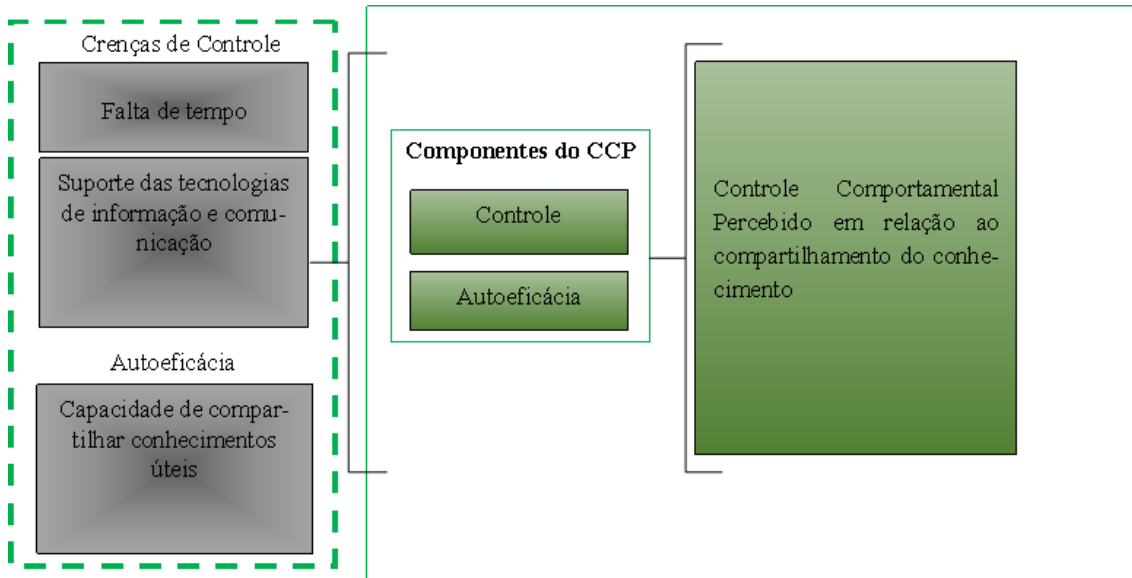 Crenças de Controle
Falta de tempo
Suporte das tecnologias
de informação e comu-
nicação
Autoeficácia
Capacidade de compar-
tilhar conhecimentos
úteis
Componentes do CCP
Controle
Autoeficácia
Controle Comportamental
Percebido em relação ao
compartilhamento do conhe-
cimento